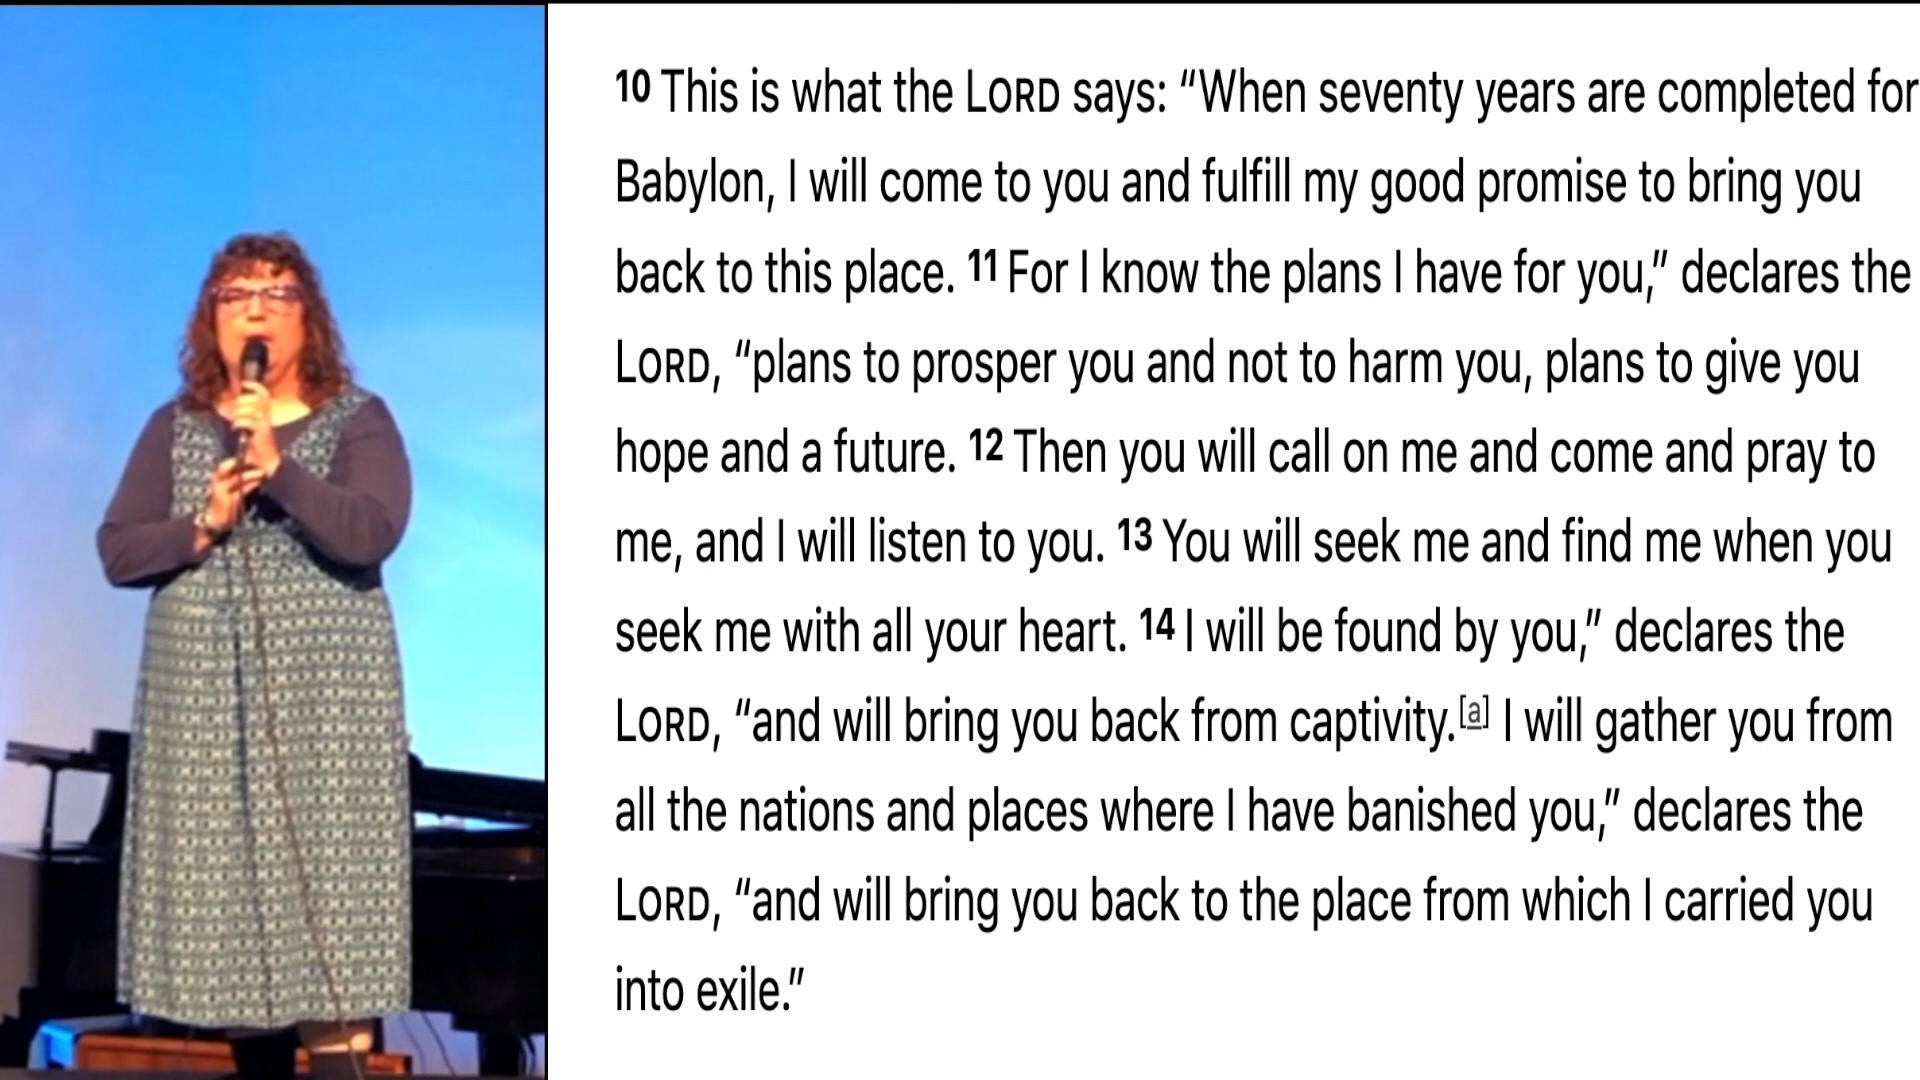 10 This is what the LORD says: “When seventy years are completed for
Babylon, I will come to you and fulfill my good promise to bring you
back to this place. 11 For I know the plans I have for you,” declares the
LORD, “plans to prosper you and not to harm you, plans to give you
hope and a future. 12 Then you will call on me and come and pray to
me, and I will listen to you. 13 You will seek me and find me when you
seek me with all your heart. 14 I will be found by you,” declares the
LORD, “and will bring you back from captivity.[a] I will gather you from
all the nations and places where I have banished you,” declares the
LORD, “and will bring you back to the place from which I carried you
into exile.”